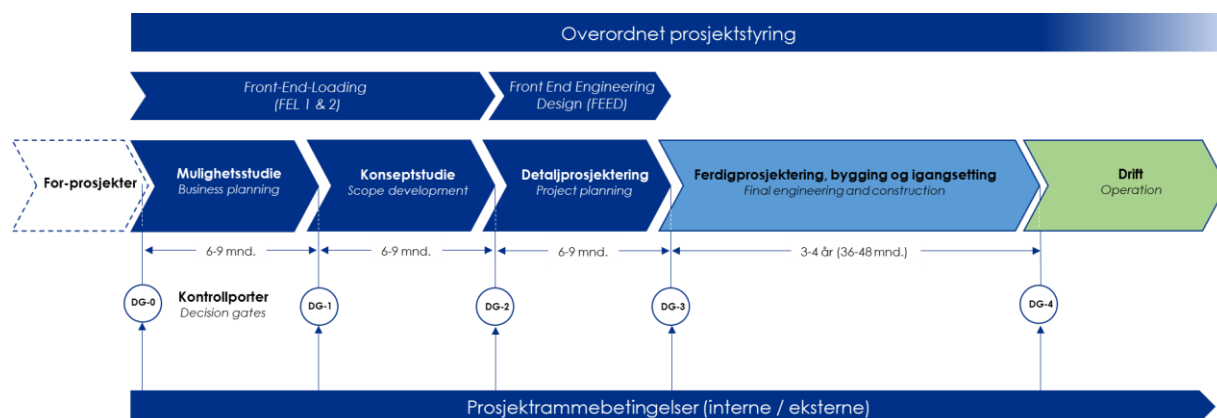 Overordnet prosjektstyring
Front-End-Loading
(FEL 1 & 2)
Front End Engineering
Design (FEED)
For-prosjekter
Mulighetsstudie
Business planning
Konseptstudie
Scope development
Detaljprosjektering
Project planning
Ferdigprosjektering, bygging og igangsetting
Final engineering and construction
Drift
Operation
6-9 mnd.
6-9 mnd.
6-9 mnd.
3-4 år (36-48 mnd.)
DG-0
Kontrollporter
Decision gates
DG-1
DG-2
DG-3
DG-4
Prosjektrammebetingelser (interne / eksterne)